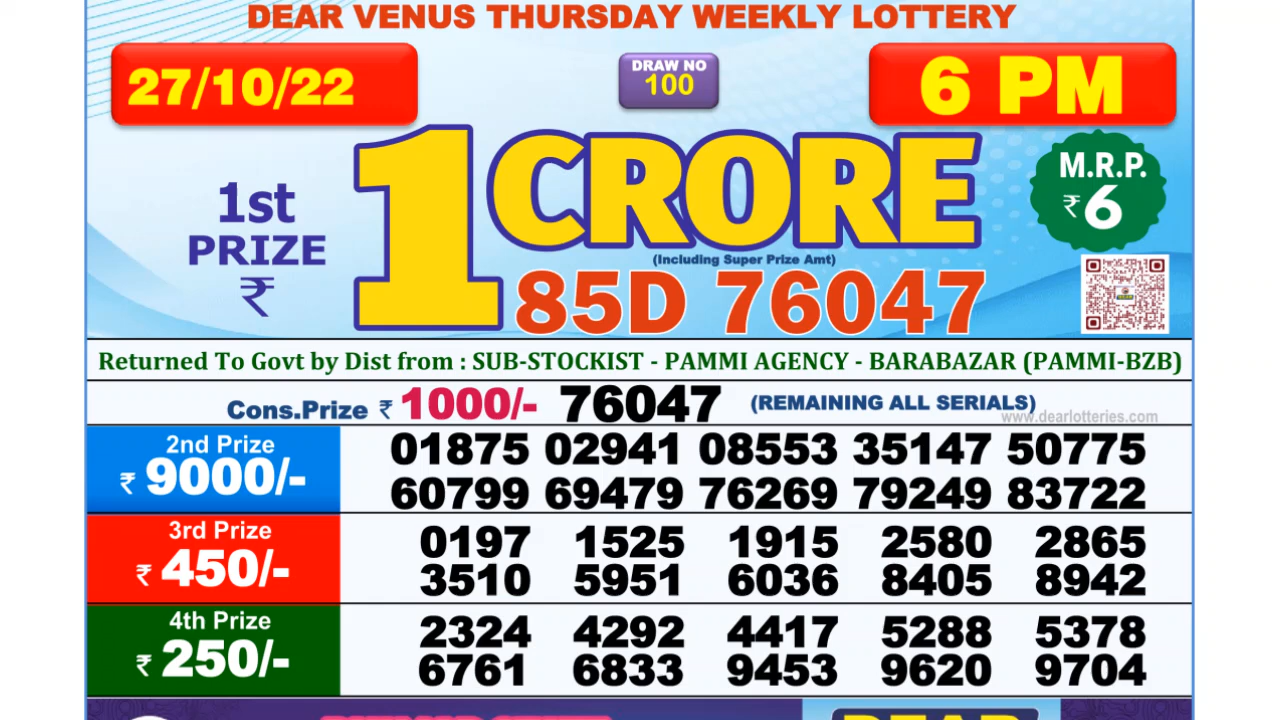 DEAR VENUS THURSDAY WEEKLY LOTTERY
27/10/22
DRAW NO
100
6 PM
1st
PRIZE
₹
1 CRORE
(Including Super Prize Amt)
M.R.P.
₹6
85D 76047
Returned To Govt by Dist from : SUB-STOCKIST - PAMMI AGENCY - BARABAZAR (PAMMI-BZB)
Cons.Prize ₹ 1000/- 76047 (REMAINING ALL SERIALS)
www.dearlotteries.com
2nd Prize
₹ 9000/-
01875 02941 08553 35147 50775
60799 69479 76269 79249 83722
3rd Prize
₹ 450/-
0197 1525 1915 2580 2865
3510 5951 6036 8405 8942
4th Prize
₹ 250/-
2324 4292 4417 5288 5378
6761 6833 9453 9620 9704
DEAR